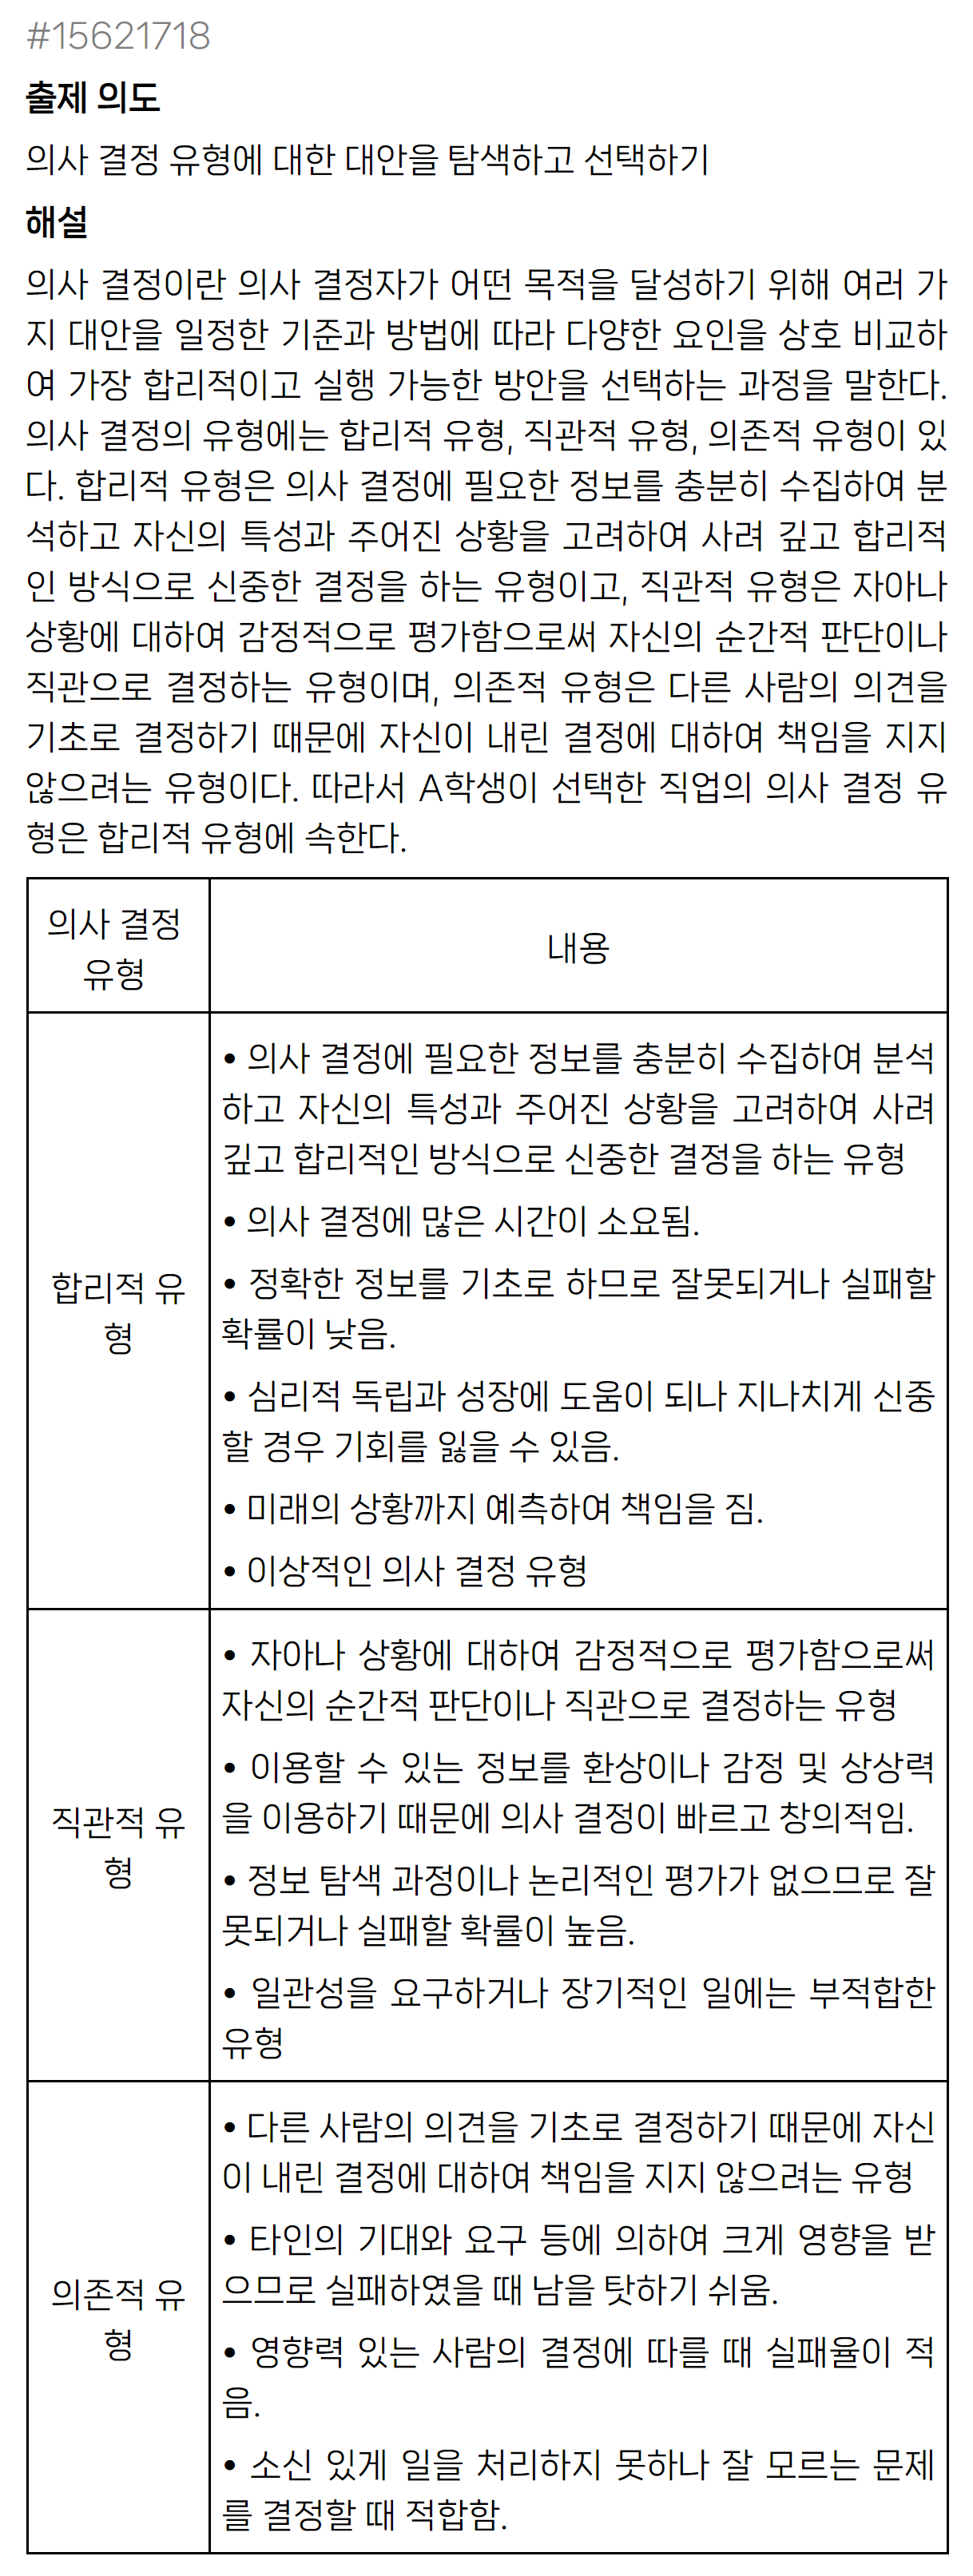 #15621718
출제 의도
의사 결정 유형에 대한 대안을 탐색하고 선택하기
해설
의사 결정이란 의사 결정자가 어떤 목적을 달성하기 위해 여러 가
지 대안을 일정한 기준과 방법에 따라 다양한 요인을 상호 비교하
여 가장 합리적이고 실행 가능한 방안을 선택하는 과정을 말한다.
의사 결정의 유형에는 합리적 유형, 직관적 유형, 의존적 유형이 있
다. 합리적 유형은 의사 결정에 필요한 정보를 충분히 수집하여 분
석하고 자신의 특성과 주어진 상황을 고려하여 사려 깊고 합리적
인 방식으로 신중한 결정을 하는 유형이고, 직관적 유형은 자아나
상황에 대하여 감정적으로 평가함으로써 자신의 순간적 판단이나
직관으로 결정하는 유형이며, 의존적 유형은 다른 사람의 의견을
기초로 결정하기 때문에 자신이 내린 결정에 대하여 책임을 지지
않으려는 유형이다. 따라서 A학생이 선택한 직업의 의사 결정 유
형은 합리적 유형에 속한다.
의사 결정
유형
내용
합리적 유
형
• 의사 결정에 필요한 정보를 충분히 수집하여 분석
하고 자신의 특성과 주어진 상황을 고려하여 사려
깊고 합리적인 방식으로 신중한 결정을 하는 유형
• 의사 결정에 많은 시간이 소요됨.
• 정확한 정보를 기초로 하므로 잘못되거나 실패할
확률이 낮음.
• 심리적 독립과 성장에 도움이 되나 지나치게 신중
할 경우 기회를 잃을 수 있음.
• 미래의 상황까지 예측하여 책임을 짐.
• 이상적인 의사 결정 유형
직관적 유
형
• 자아나 상황에 대하여 감정적으로 평가함으로써
자신의 순간적 판단이나 직관으로 결정하는 유형
• 이용할 수 있는 정보를 환상이나 감정 및 상상력
을 이용하기 때문에 의사 결정이 빠르고 창의적임.
• 정보 탐색 과정이나 논리적인 평가가 없으므로 잘
못되거나 실패할 확률이 높음.
• 일관성을 요구하거나 장기적인 일에는 부적합한
유형
의존적 유
형
• 다른 사람의 의견을 기초로 결정하기 때문에 자신
이 내린 결정에 대하여 책임을 지지 않으려는 유형
• 타인의 기대와 요구 등에 의하여 크게 영향을 받
으므로 실패하였을 때 남을 탓하기 쉬움.
• 영향력 있는 사람의 결정에 따를 때 실패율이 적
음.
• 소신 있게 일을 처리하지 못하나 잘 모르는 문제
를 결정할 때 적합함.